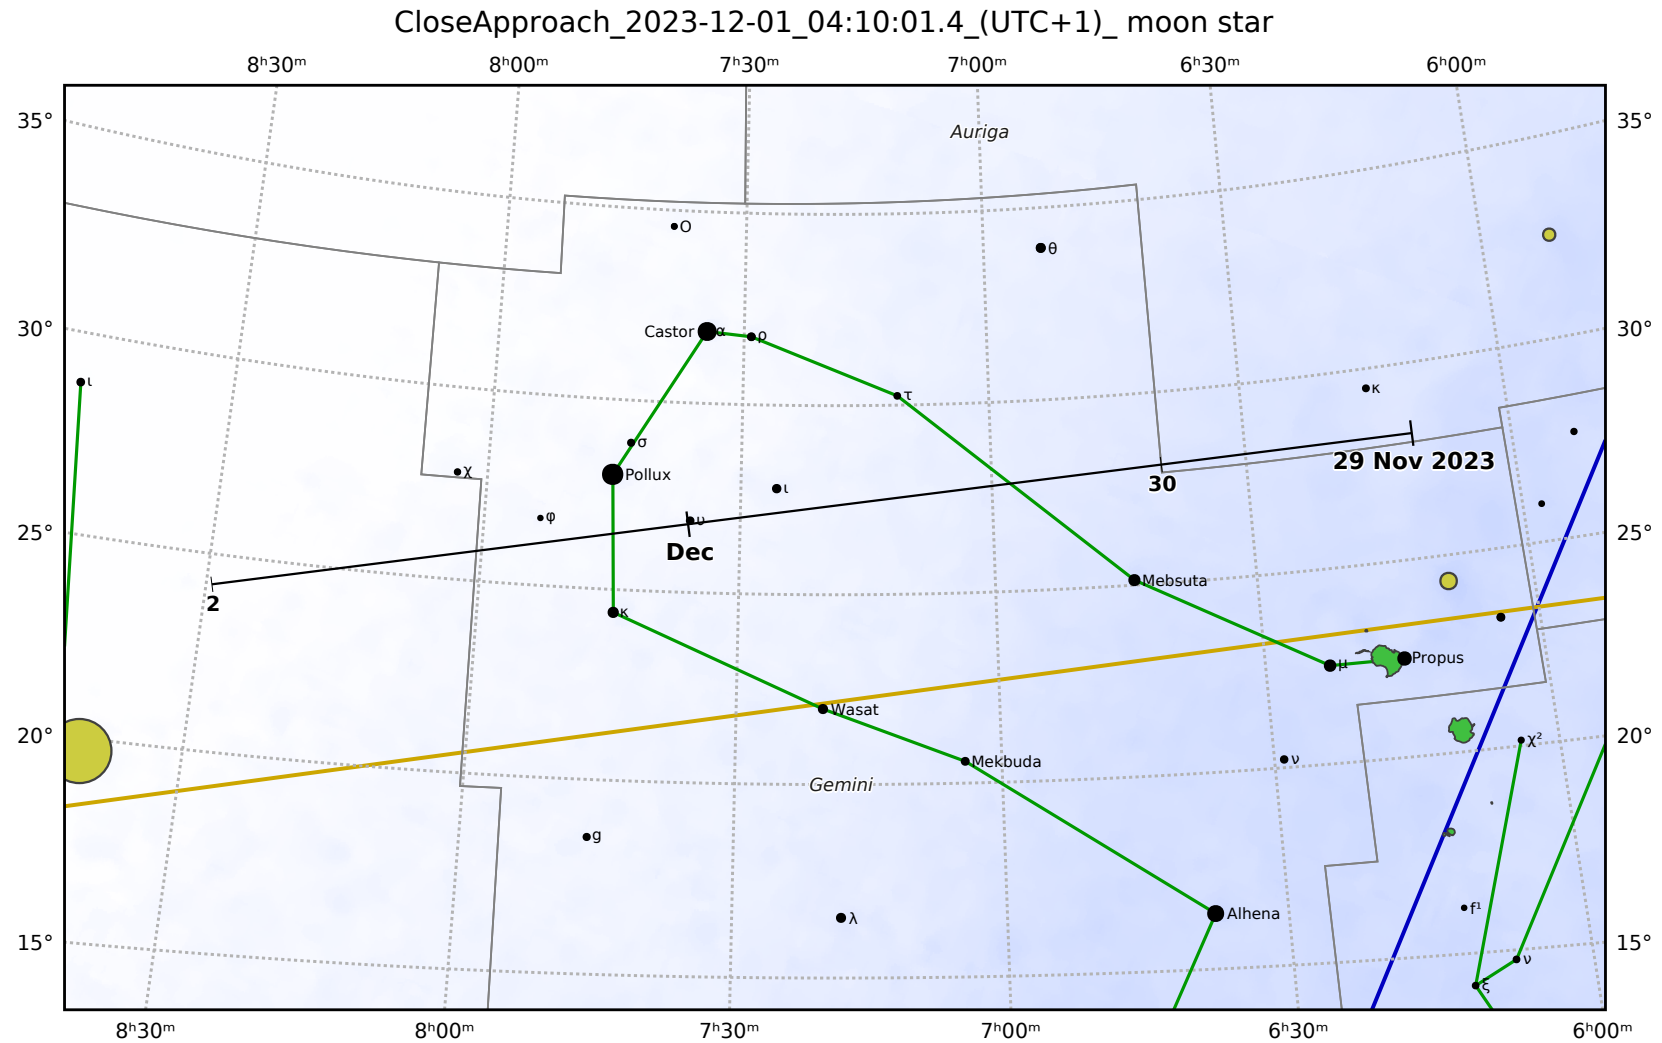 CloseApproach_2023-12-01_04:10:01.4_(UTC+1)_ moon star
8ʰ30ᵐ 8ʰ00ᵐ 7ʰ30ᵐ 7ʰ00ᵐ 6ʰ30ᵐ 6ʰ00ᵐ
35° 35°
Auriga
O
θ
30° 30°
Castor α ρ
ι
κ
τ
σ
29 Nov 2023
χ
Pollux
30
ι
φ
υ
25° 25°
Dec
Mebsuta
2
κ
μ
Propus
Wasat
20° 20°
χ²
ν
Mekbuda
Gemini
g
f¹
Alhena
λ
15° 15°
ν
ξ
8ʰ30ᵐ 8ʰ00ᵐ 7ʰ30ᵐ 7ʰ00ᵐ 6ʰ30ᵐ 6ʰ00ᵐ